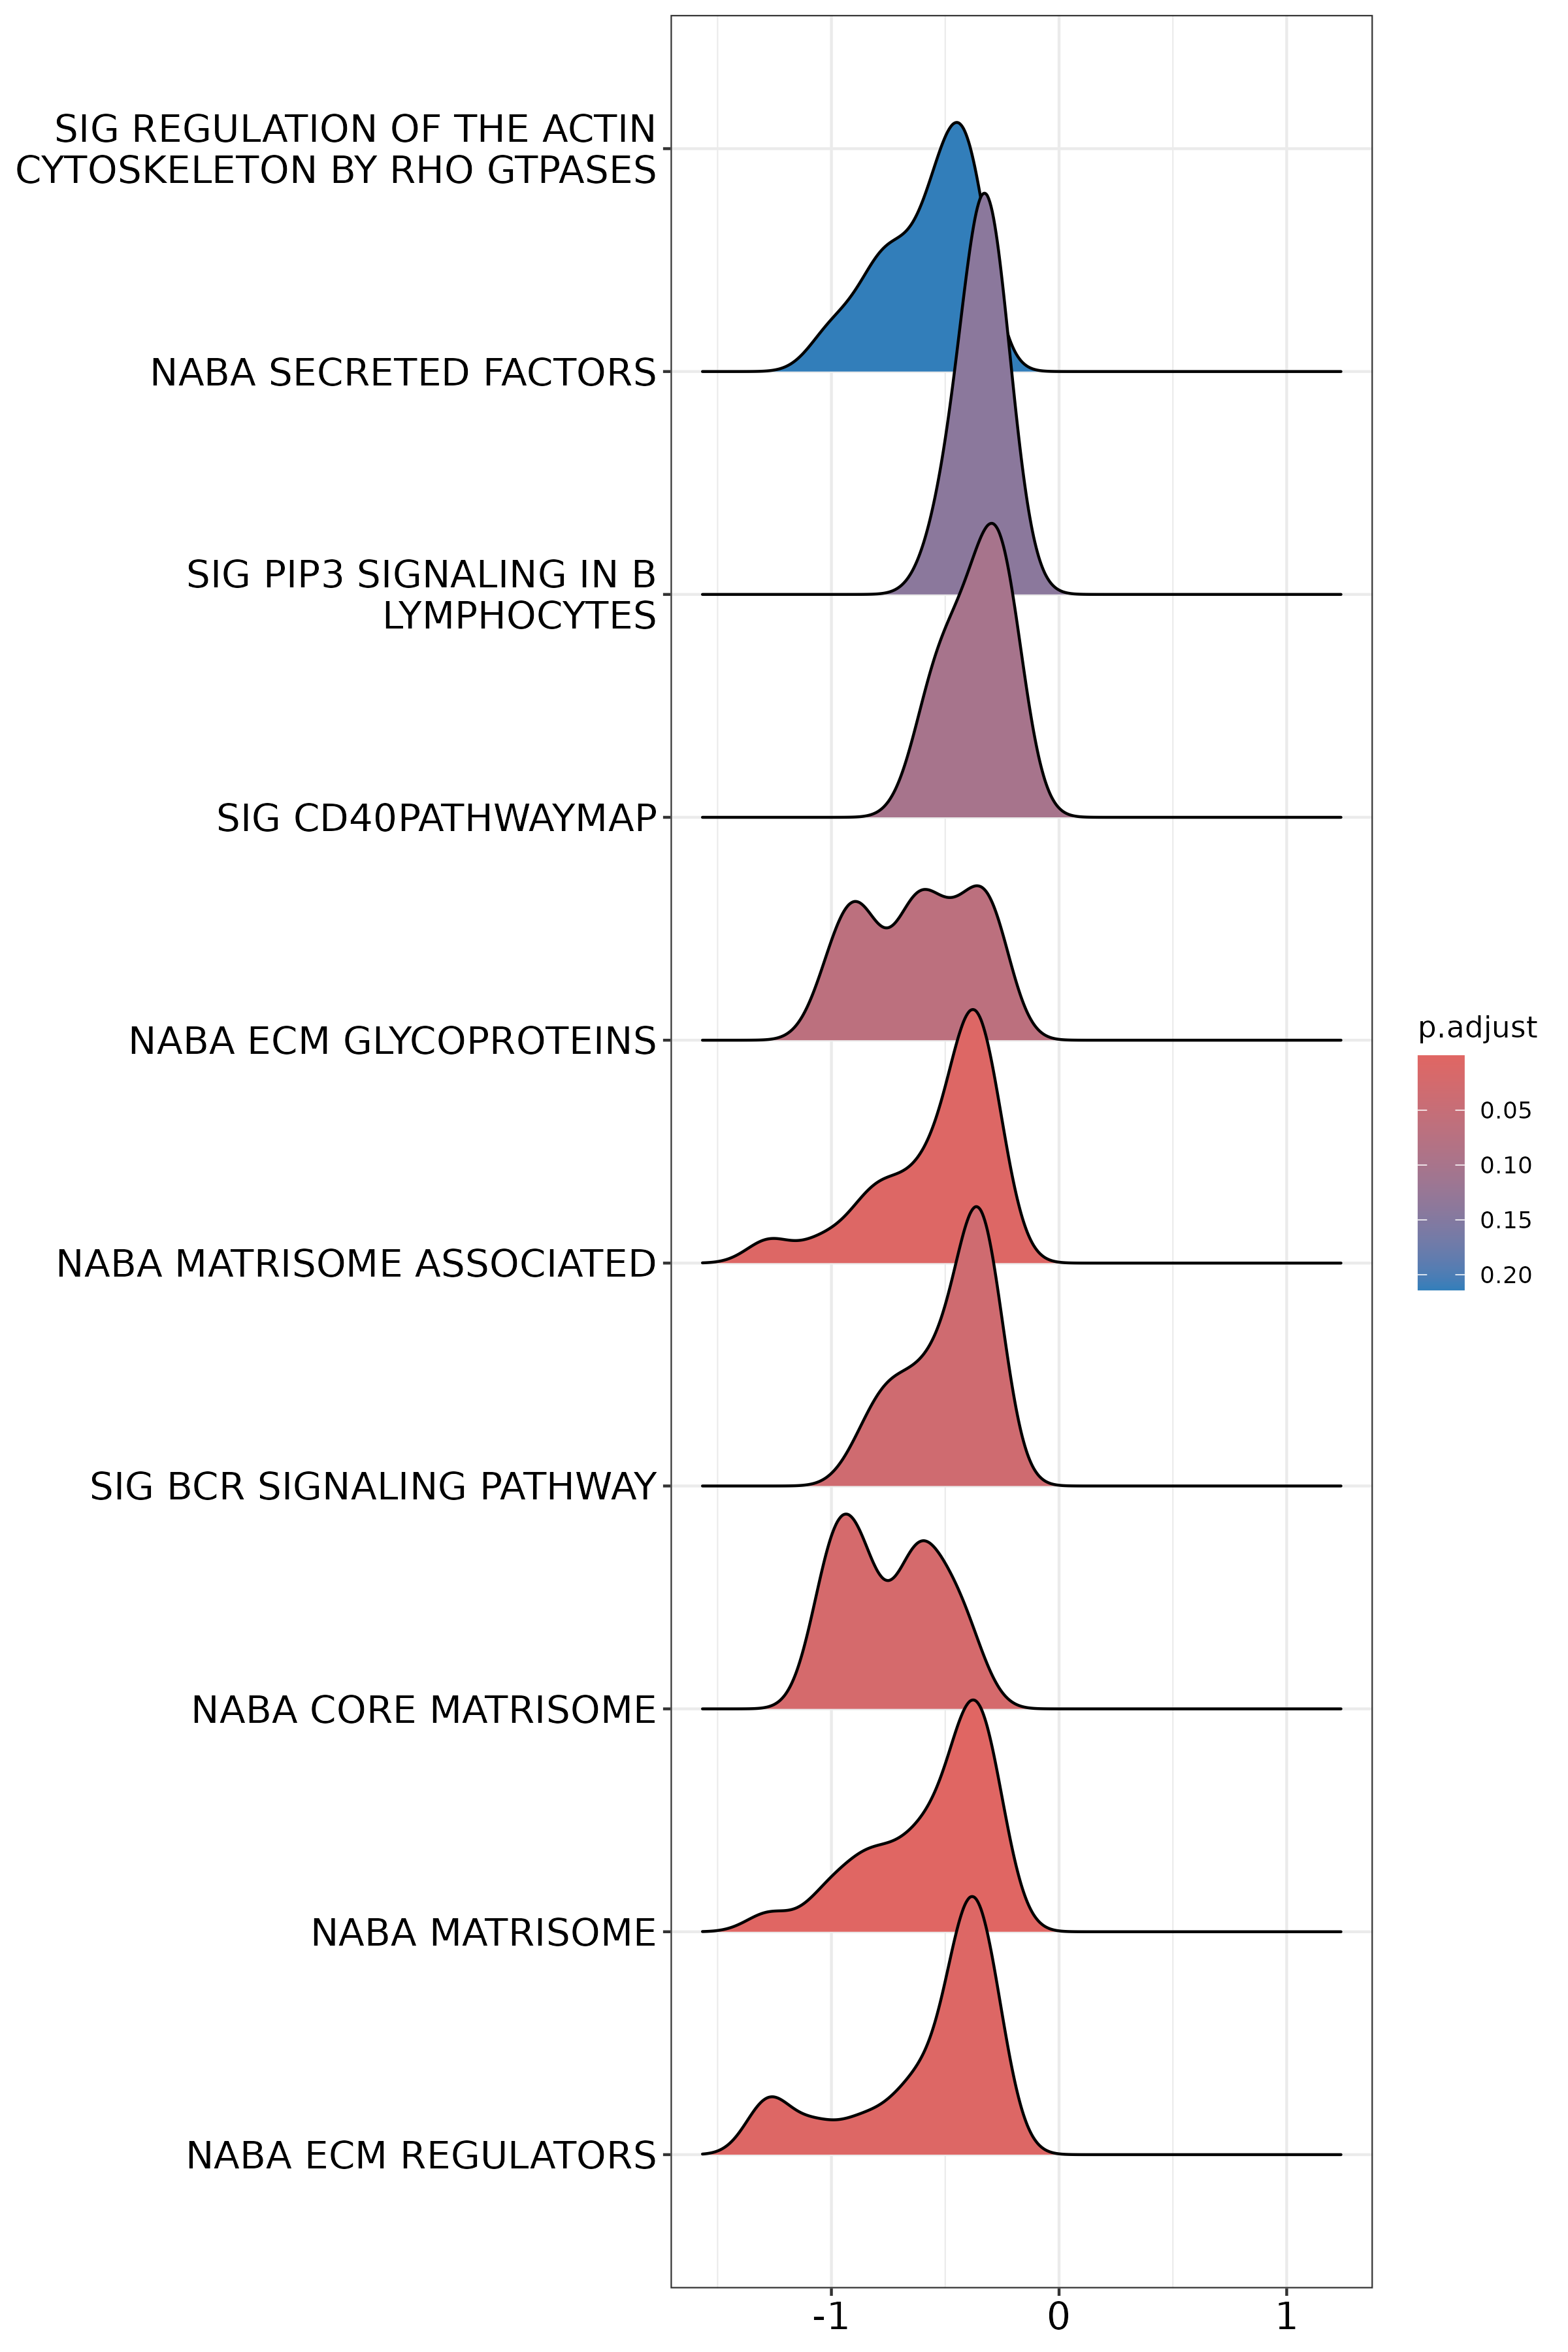 SIG REGULATION OF THE ACTIN
CYTOSKELETON BY RHO GTPASES
NABA SECRETED FACTORS
SIG PIP3 SIGNALING IN B
LYMPHOCYTES
SIG CD40PATHWAYMAP
NABA ECM GLYCOPROTEINS
NABA MATRISOME ASSOCIATED
SIG BCR SIGNALING PATHWAY
NABA CORE MATRISOME
NABA MATRISOME
NABA ECM REGULATORS
-1
0
1
p.adjust
0.05
0.10
0.15
0.20